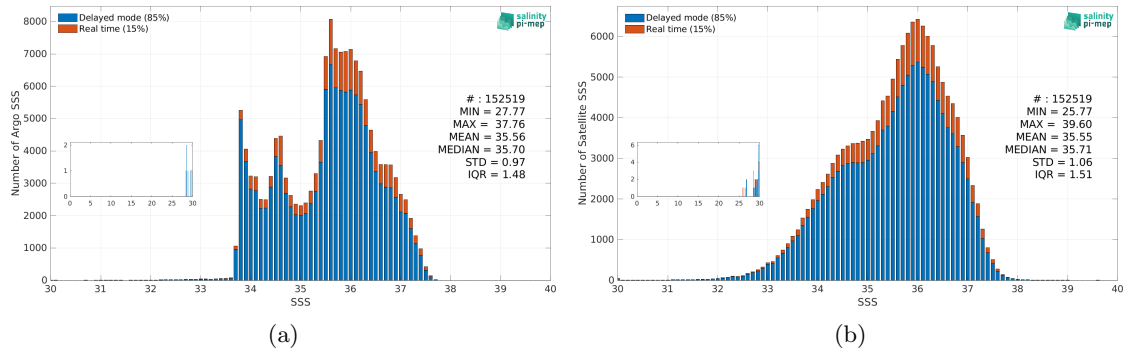 Delayed mode (85%)
Real time (15%)
salinity
pi-mep
Number of Argo SSS
8000
7000
6000
5000
4000
3000
2000
1000
0
# : 152519
MIN = 27.77
MAX = 37.76
MEAN = 35.56
MEDIAN = 35.70
STD = 0.97
IQR = 1.48
2
1
0
0 5 10 15 20 25 30
30 31 32 33 34 35 36 37 38 39 40
SSS
(a)
Delayed mode (85%)
Real time (15%)
salinity
pi-mep
Number of Satellite SSS
6000
5000
4000
3000
2000
1000
0
# : 152519
MIN = 25.77
MAX = 39.60
MEAN = 35.55
MEDIAN = 35.71
STD = 1.06
IQR = 1.51
6
4
2
0
0 5 10 15 20 25 30
30 31 32 33 34 35 36 37 38 39 40
SSS
(b)